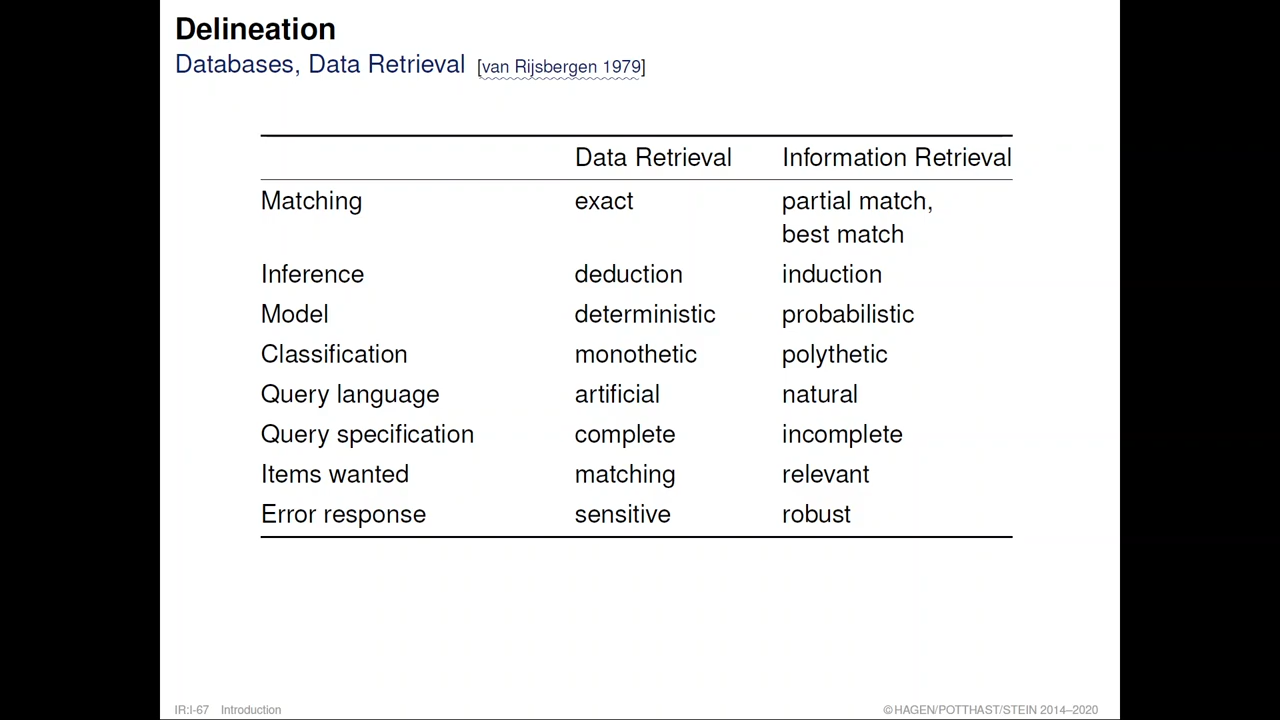 Delineation
Databases, Data Retrieval [van Rijsbergen 1979]
Data Retrieval Information Retrieval
Matching exact partial match,
best match
Inference deduction induction
Model deterministic probabilistic
Classification monothetic polythetic
Query language artificial natural
Query specification complete incomplete
Items wanted matching relevant
Error response sensitive robust
IR:I-67 Introduction ©HAGEN/POTTHAST/STEIN 2014–2020